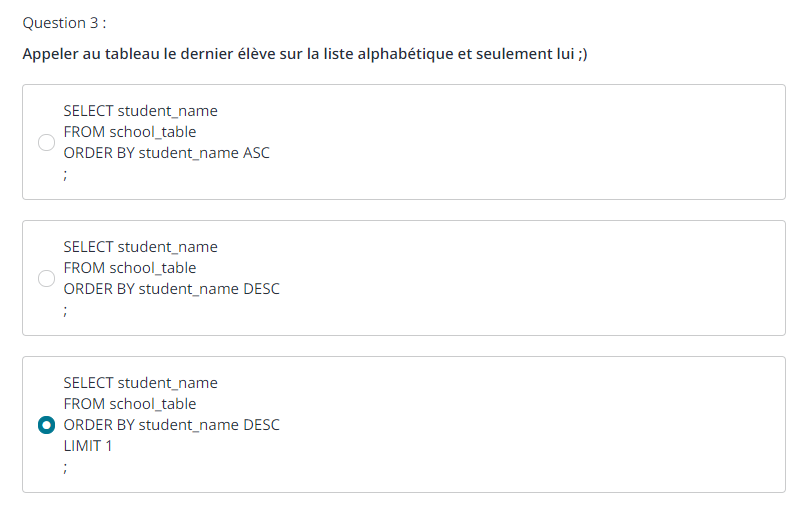 Question 3 :
Appeler au tableau le dernier élève sur la liste alphabétique et seulement lui ;)
SELECT student_name
FROM school_table
ORDER BY student_name ASC
;
SELECT student_name
FROM school_table
ORDER BY student_name DESC
;
SELECT student_name
FROM school_table
ORDER BY student_name DESC
LIMIT 1
;